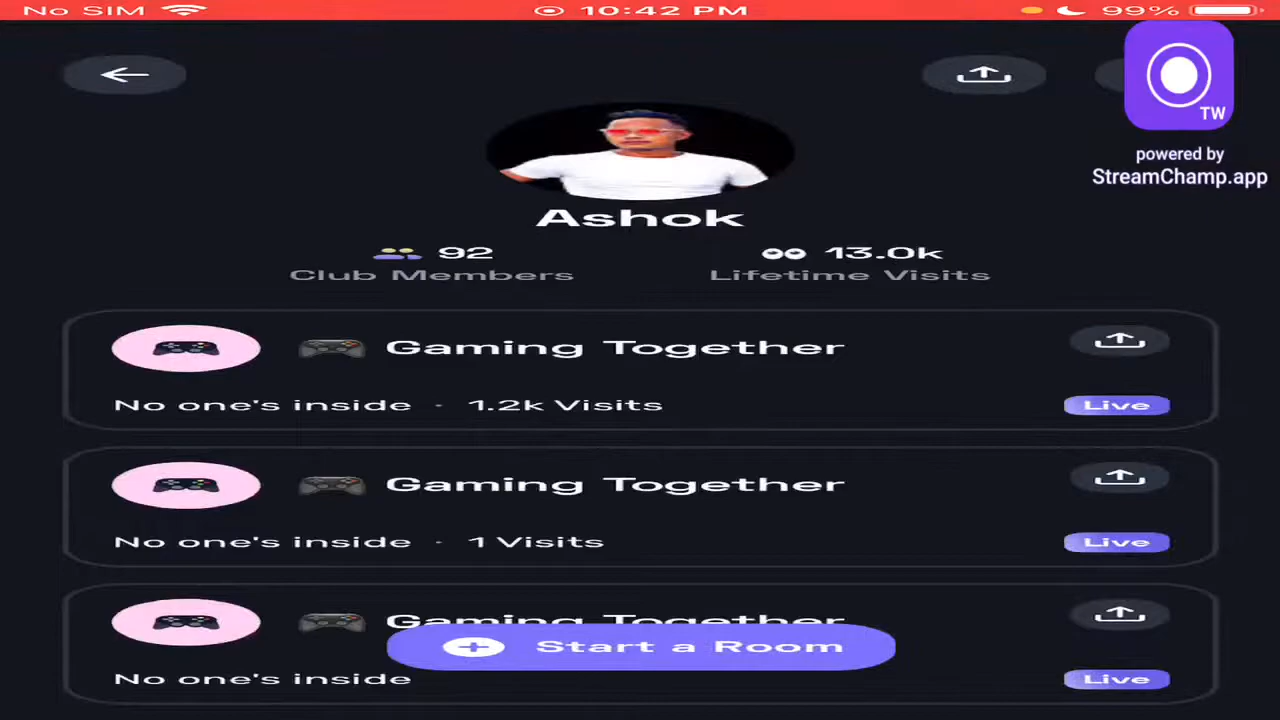 No SIM 10:42 PM 99%
TW
powered by
StreamChamp.app
Ashok
92 13.0k
Club Members Lifetime Visits
Gaming Together
No one's inside · 1.2k Visits Live
Gaming Together
No one's inside · 1 Visits Live
Gaming Together
Start a Room
No one's inside Live